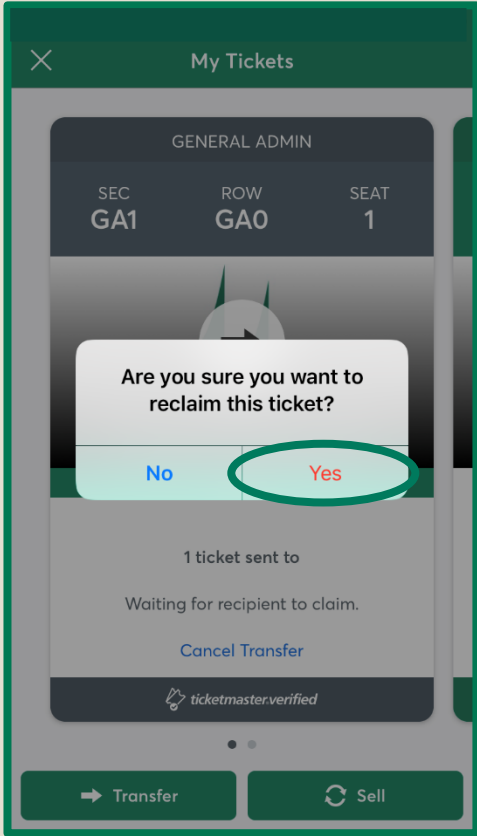 My Tickets
GENERAL ADMIN
SEC ROW SEAT
GA1 GA0 1
Are you sure you want to
reclaim this ticket?
No Yes
1 ticket sent to
Waiting for recipient to claim.
Cancel Transfer
ticketmaster.verified
Transfer Sell